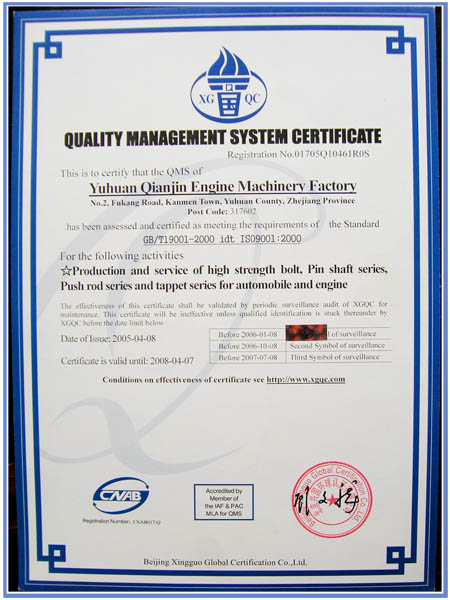 XG Q QC
QUALITY MANAGEMENT SYSTEM CERTIFICATE
Registration No.01705Q10461R0S
This is to certify that the QMS of
Yuhuan Qianjin Engine Machinery Factory
No.2, Fukang Road, Kanmen Town, Yuhuan County, Zhejiang Province
Post Code: 317602
has been assessed and certified as meeting the requirements of the Standard
GB/T19001-2000 idt ISO9001:2000
For the following activities
☆Production and service of high strength bolt, Pin shaft series,
Push rod series and tappet series for automobile and engine
The effectiveness of this certificate shall be validated by periodic surveillance audit of XGQC for
maintenance. This certificate will be ineffective unless qualified identification is stuck thereunder by
XGQC before the date limit below
Date of Issue: 2005-04-08
Before 2006-01-08 l of surveillance
Before 2006-10-08 Second Symbol of surveillance
Before 2007-07-08 Third Symbol of surveillance
Certificate is valid until: 2008-04-07
Conditions on effectiveness of certificate see http://www.xgqc.com
CNAB
Registration Number: CNAB017-Q
Accredited by
Member of
the IAF & PAC
MLA for QMS
Global Certification
Beijing Xingguo Global Certification Co.,Ltd.